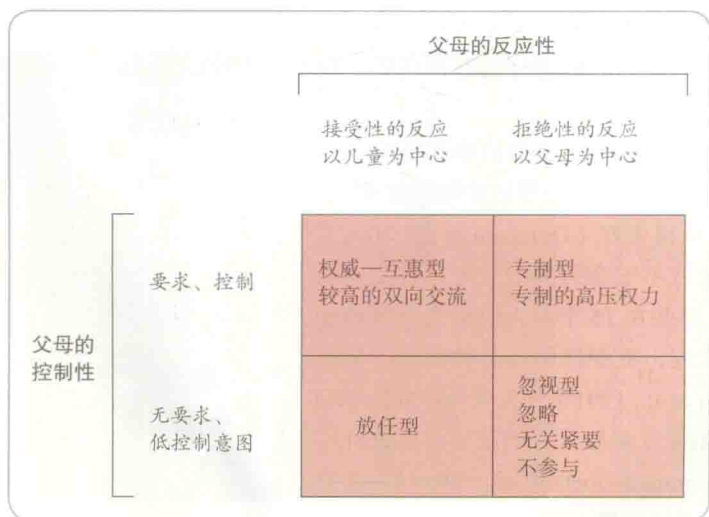 父母的反应性
接受性的反应
以儿童为中心
拒绝性的反应
以父母为中心
父母的
控制性
要求、控制
权威—互惠型
较高的双向交流
专制型
专制的高压权力
无要求、
低控制意图
放任型
忽视型
忽略
无关紧要
不参与